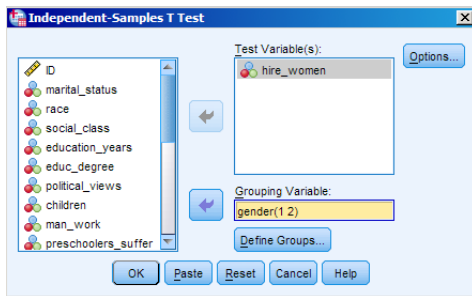 Independent-Samples T Test
ID
marital_status
race
social_class
education_years
educ_degree
political_views
children
man_work
preschoolers_suffer
Test Variable(s):
hire_women
Options...
Grouping Variable:
gender(1 2)
Define Groups...
OK Paste Reset Cancel Help